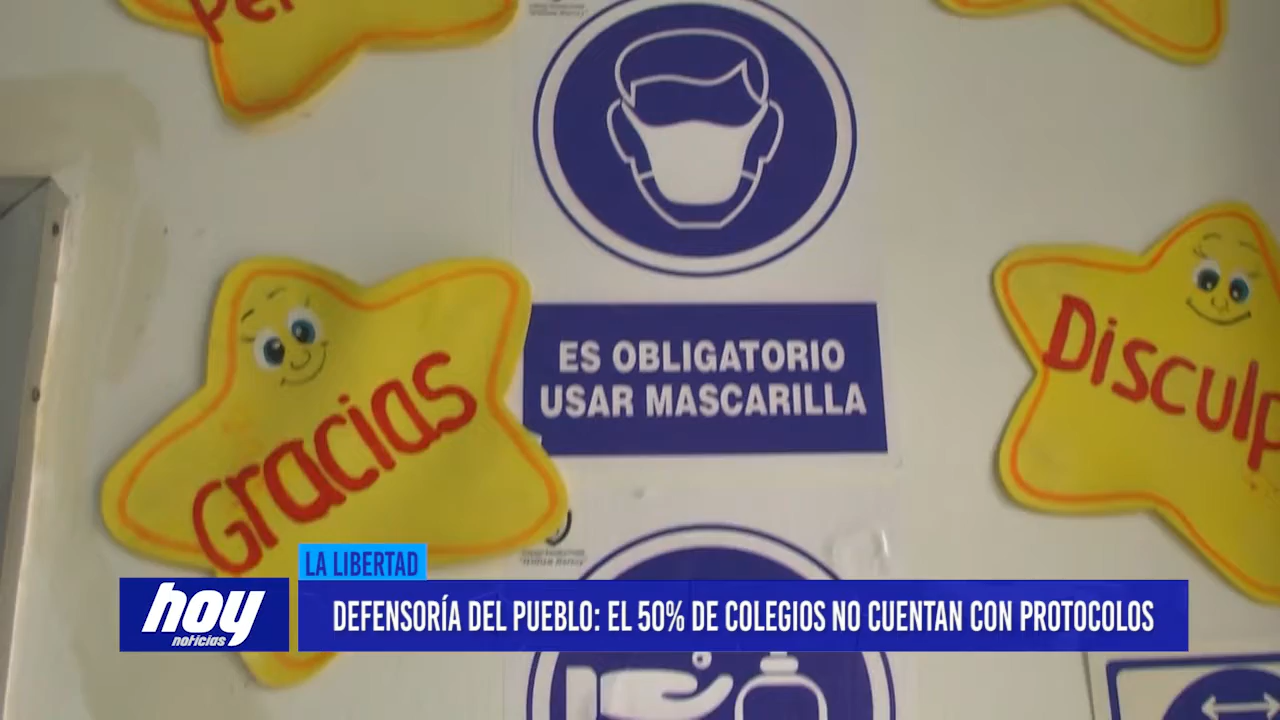 ES OBLIGATORIO
USAR MASCARILLA
Gracias
LA LIBERTAD
hoy
noticias
DEFENSORÍA DEL PUEBLO: EL 50% DE COLEGIOS NO CUENTAN CON PROTOCOLOS